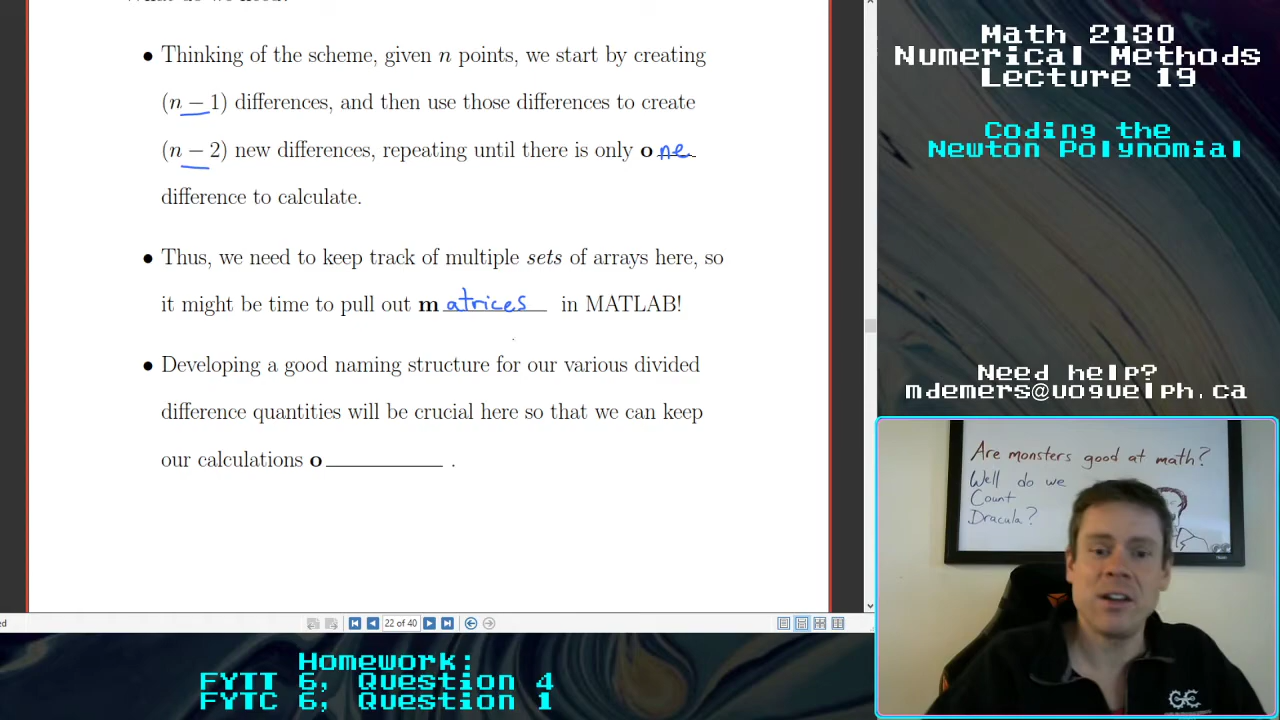 • Thinking of the scheme, given n points, we start by creating
(n − 1) differences, and then use those differences to create
(n − 2) new differences, repeating until there is only one
difference to calculate.
• Thus, we need to keep track of multiple sets of arrays here, so
it might be time to pull out matrices in MATLAB!
• Developing a good naming structure for our various divided
difference quantities will be crucial here so that we can keep
our calculations o__________ .
22 of 40
Math 2130
Numerical Methods
Lecture 19
Coding the
Newton Polynomial
Need help?
mdemers@uoguelph.ca
Are monsters good at math?
Well do we
Count
Dracula?
Homework:
FYTT 6, Question 4
FYTC 6, Question 1